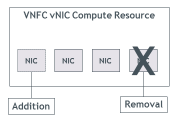 VNFC vNIC Compute Resource
NIC NIC NIC
Addition Removal